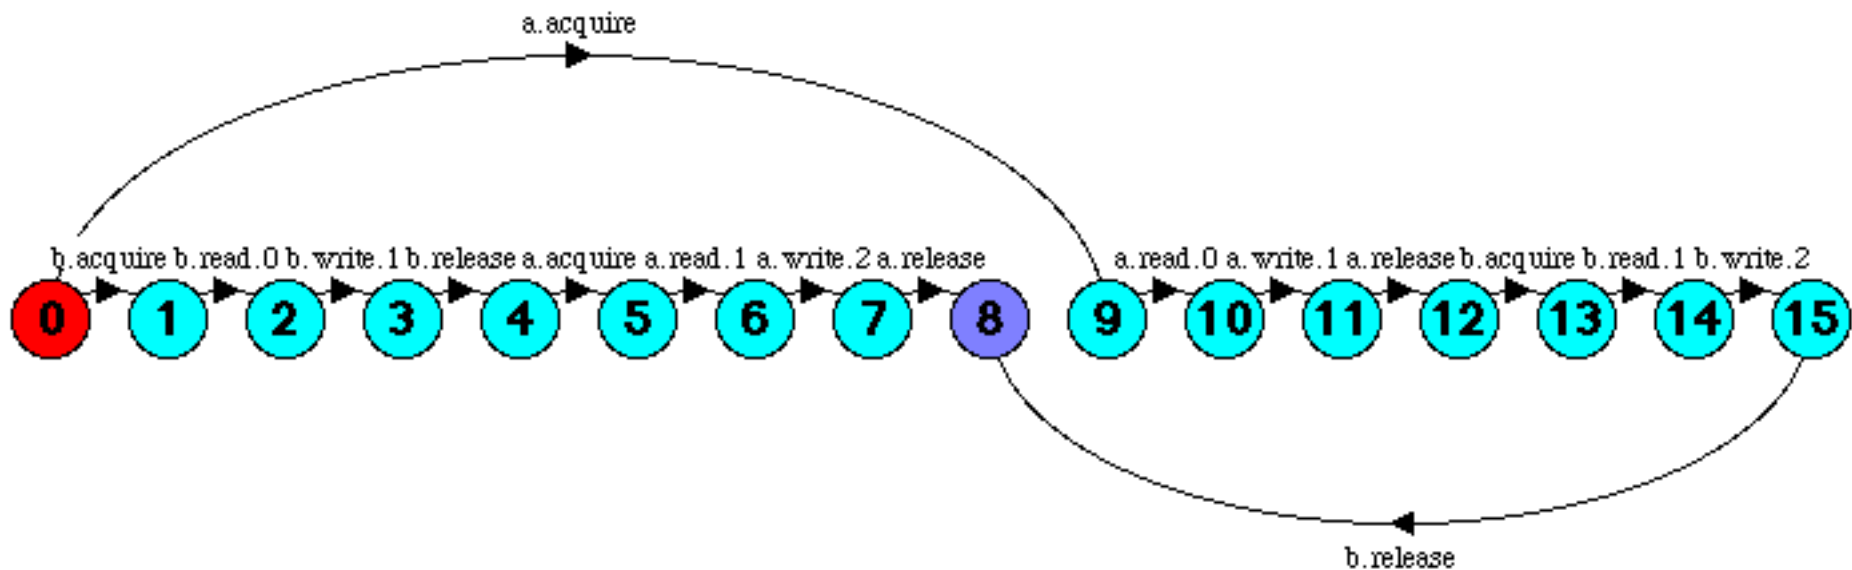 a.acquire
b.acquire b.read.0 b.write.1 b.release a.acquire a.read.1 a.write.2 a.release a.read.0 a.write.1 a.release b.acquire b.read.1 b.write.2
0 1 2 3 4 5 6 7 8 9 10 11 12 13 14 15
b.release